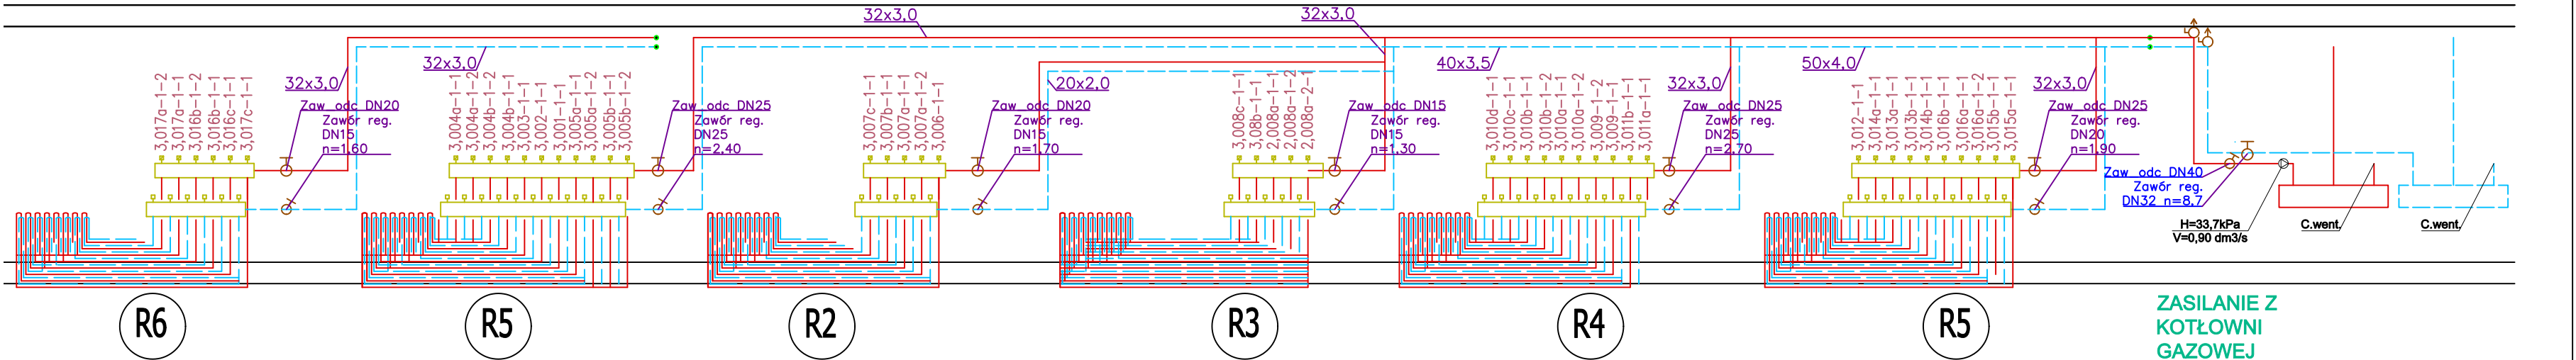 32x3,0
32x3,0
32x3,0
32x3,0
40x3,5
50x4,0
32x3,0
20x2,0
32x3,0
32x3,0
3,017a-1-2
3,017a-1-1
3,016b-1-2
3,016b-1-1
3,016c-1-1
3,017c-1-1
Zaw odc DN20
Zawór reg.
DN15
n=1,60
3,004a-1-1
3,004a-1-2
3,004b-1-2
3,004b-1-1
3,003-1-1
3,002-1-1
3,001-1-1
3,005a-1-1
3,005a-1-2
3,005b-1-1
3,005b-1-2
Zaw odc DN25
Zawór reg.
DN25
n=2,40
3,007c-1-1
3,007b-1-1
3,007a-1-1
3,007a-1-2
3,006-1-1
Zaw odc DN20
Zawór reg.
DN15
n=1,70
3,008c-1-1
3,08b-1-1
2,008a-1-1
2,008a-1-2
2,008a-2-1
Zaw odc DN15
Zawór reg.
DN15
n=1,30
3,010d-1-1
3,010c-1-1
3,010b-1-1
3,010b-1-2
3,010a-1-1
3,010a-1-2
3,009-1-2
3,009-1-1
3,011b-1-1
3,011a-1-1
Zaw odc DN25
Zawór reg.
DN25
n=2,70
3,012-1-1
3,014a-1-1
3,013a-1-1
3,013b-1-1
3,014b-1-1
3,016b-1-1
3,016a-1-1
3,016a-1-2
3,015b-1-1
3,015a-1-1
Zaw odc DN25
Zawór reg.
DN20
n=1,90
Zaw odc DN40
Zawór reg.
DN32 n=8,7
H=33,7kPa
V=0,90 dm3/s
C.went.
C.went.
R6
R5
R2
R3
R4
R5
ZASILANIE Z
KOTŁOWNI
GAZOWEJ